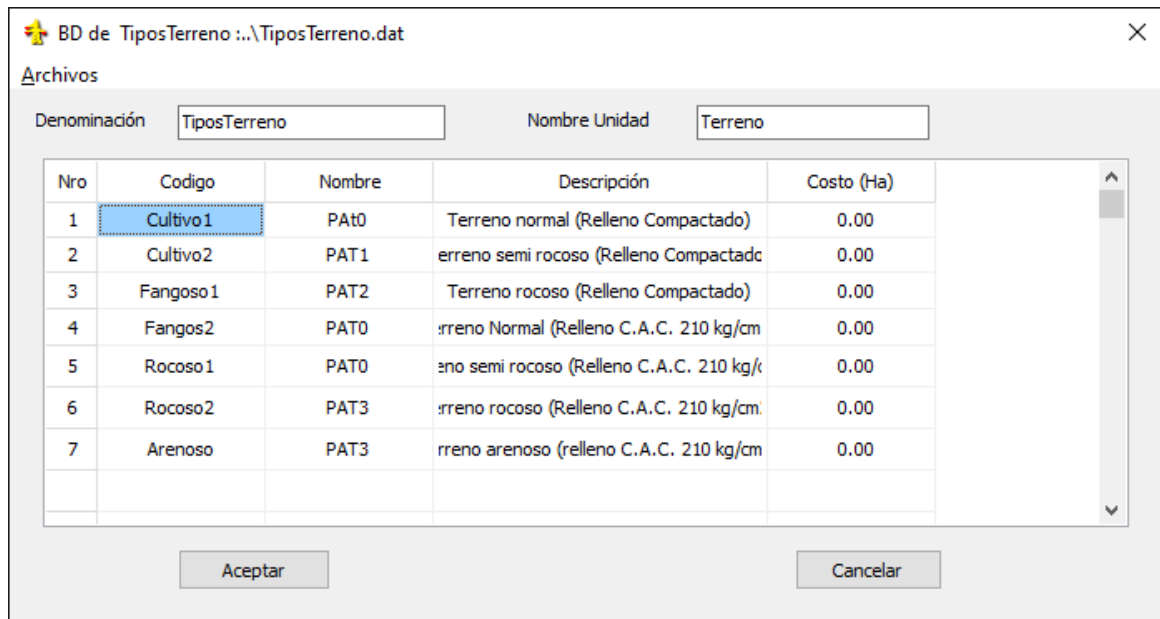 BD de TiposTerreno :..\TiposTerreno.dat
Archivos
Denominación TiposTerreno Nombre Unidad Terreno
Nro Codigo Nombre Descripción Costo (Ha)
1 Cultivo1 PAt0 Terreno normal (Relleno Compactado) 0.00
2 Cultivo2 PAT1 erreno semi rocoso (Relleno Compactado 0.00
3 Fangoso1 PAT2 Terreno rocoso (Relleno Compactado) 0.00
4 Fangos2 PAT0 rreno Normal (Relleno C.A.C. 210 kg/cm 0.00
5 Rocoso1 PAT0 eno semi rocoso (Relleno C.A.C. 210 kg/ 0.00
6 Rocoso2 PAT3 rreno rocoso (Relleno C.A.C. 210 kg/cm 0.00
7 Arenoso PAT3 rreno arenoso (relleno C.A.C. 210 kg/cm 0.00
Aceptar Cancelar